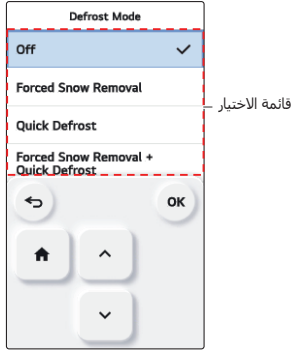 Defrost Mode
Off
Forced Snow Removal
Quick Defrost
Forced Snow Removal +
Quick Defrost
قائمة الاختيار
OK